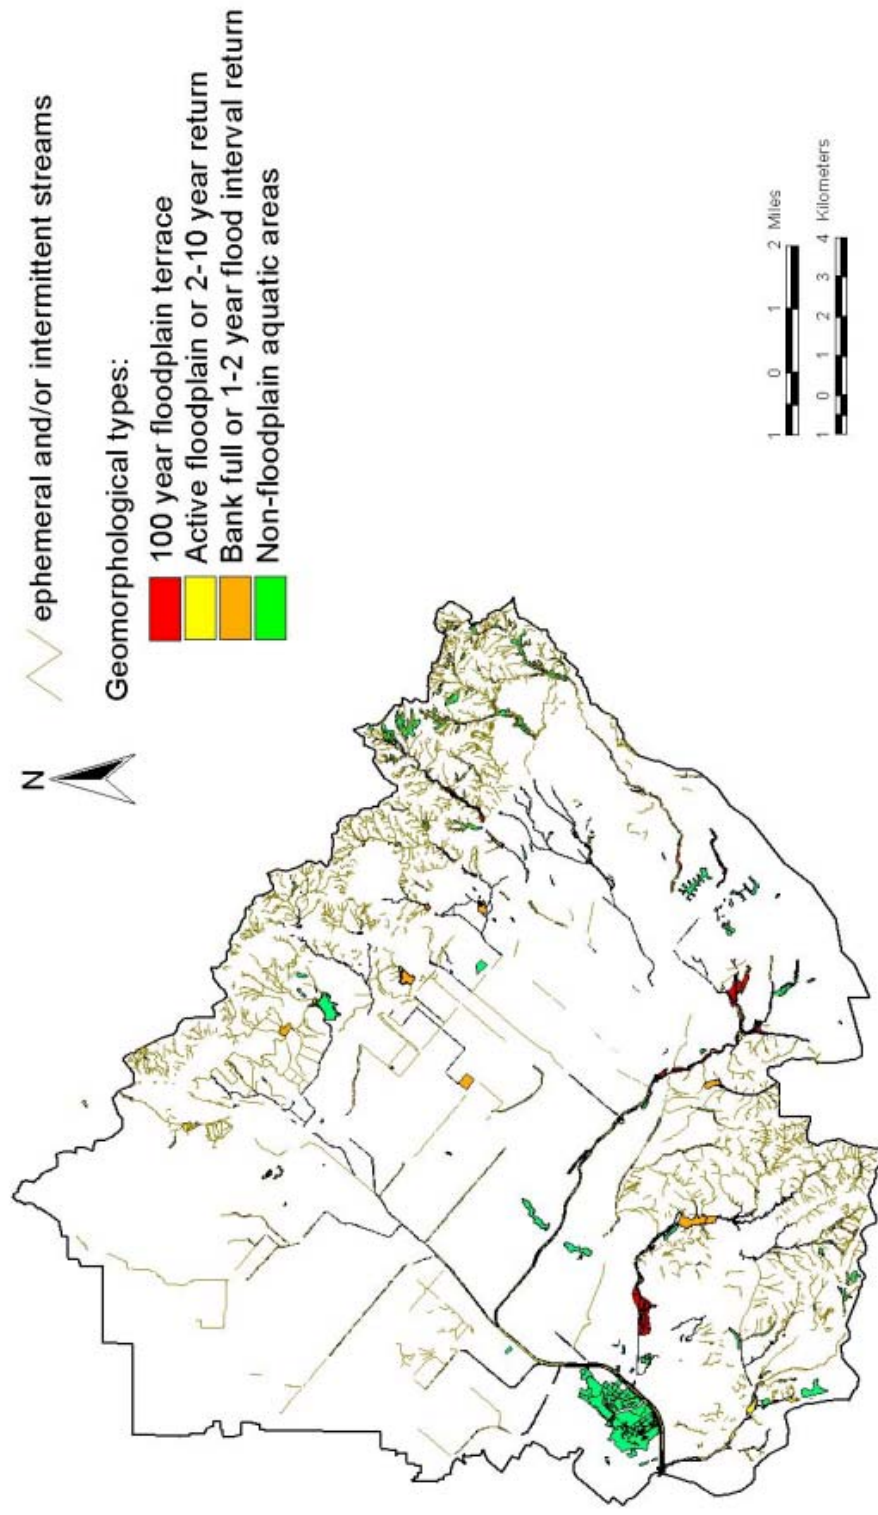 ephemeral and/or intermittent streams
N
Geomorphological types:
100 year floodplain terrace
Active floodplain or 2-10 year return
Bank full or 1-2 year flood interval return
Non-floodplain aquatic areas
1 0 1 2 Miles
1 0 1 2 3 4 Kilometers